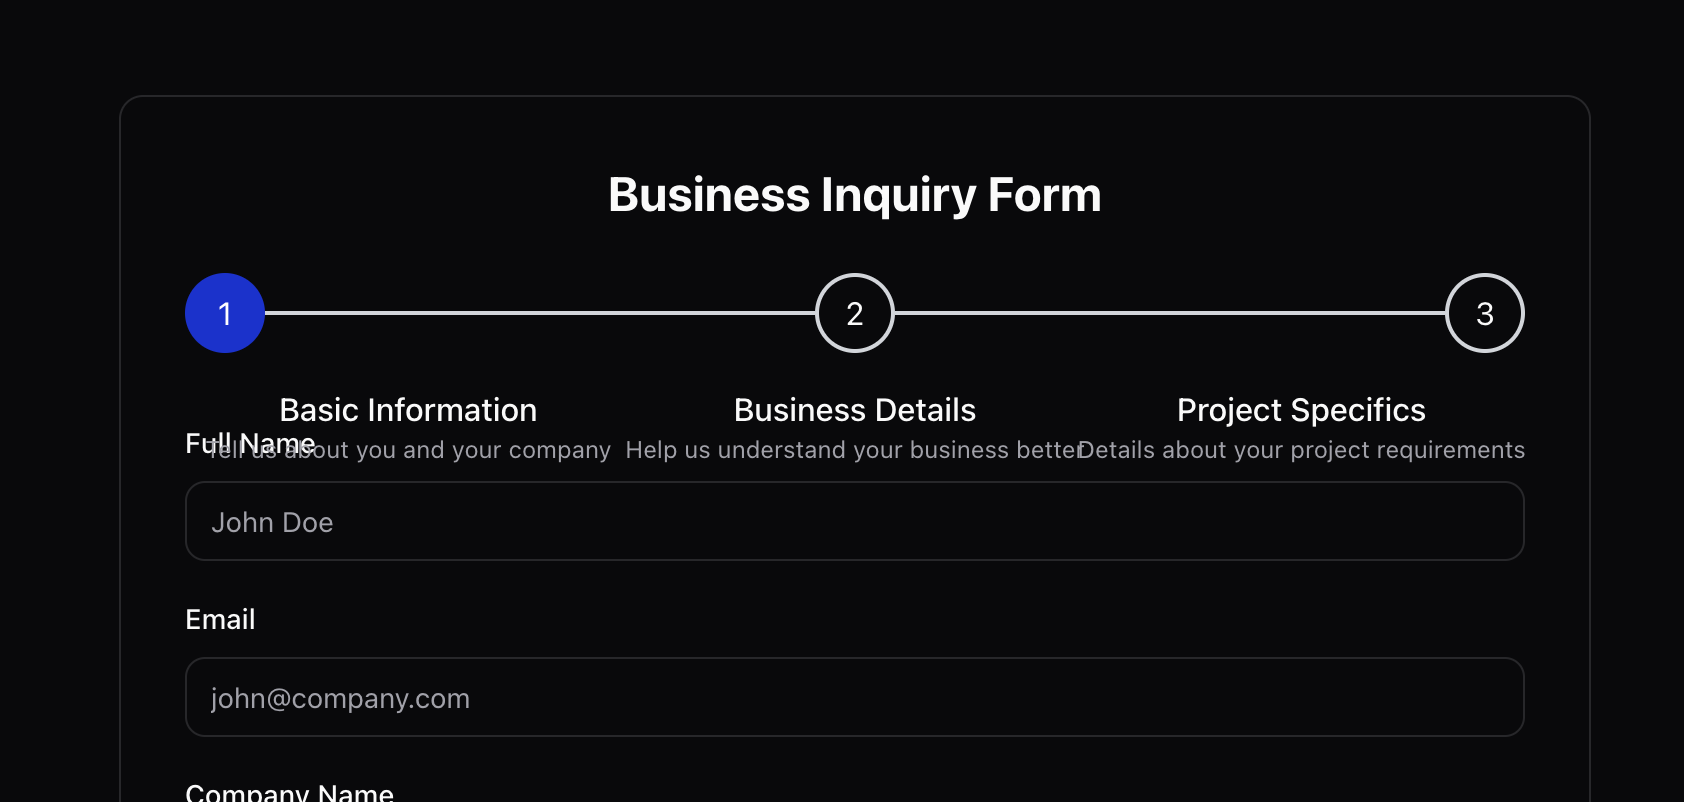 Business Inquiry Form
1 2 3
Basic Information Business Details Project Specifics
Full Name
Tell us about you and your company Help us understand your business better Details about your project requirements
John Doe
Email
john@company.com
Company Name